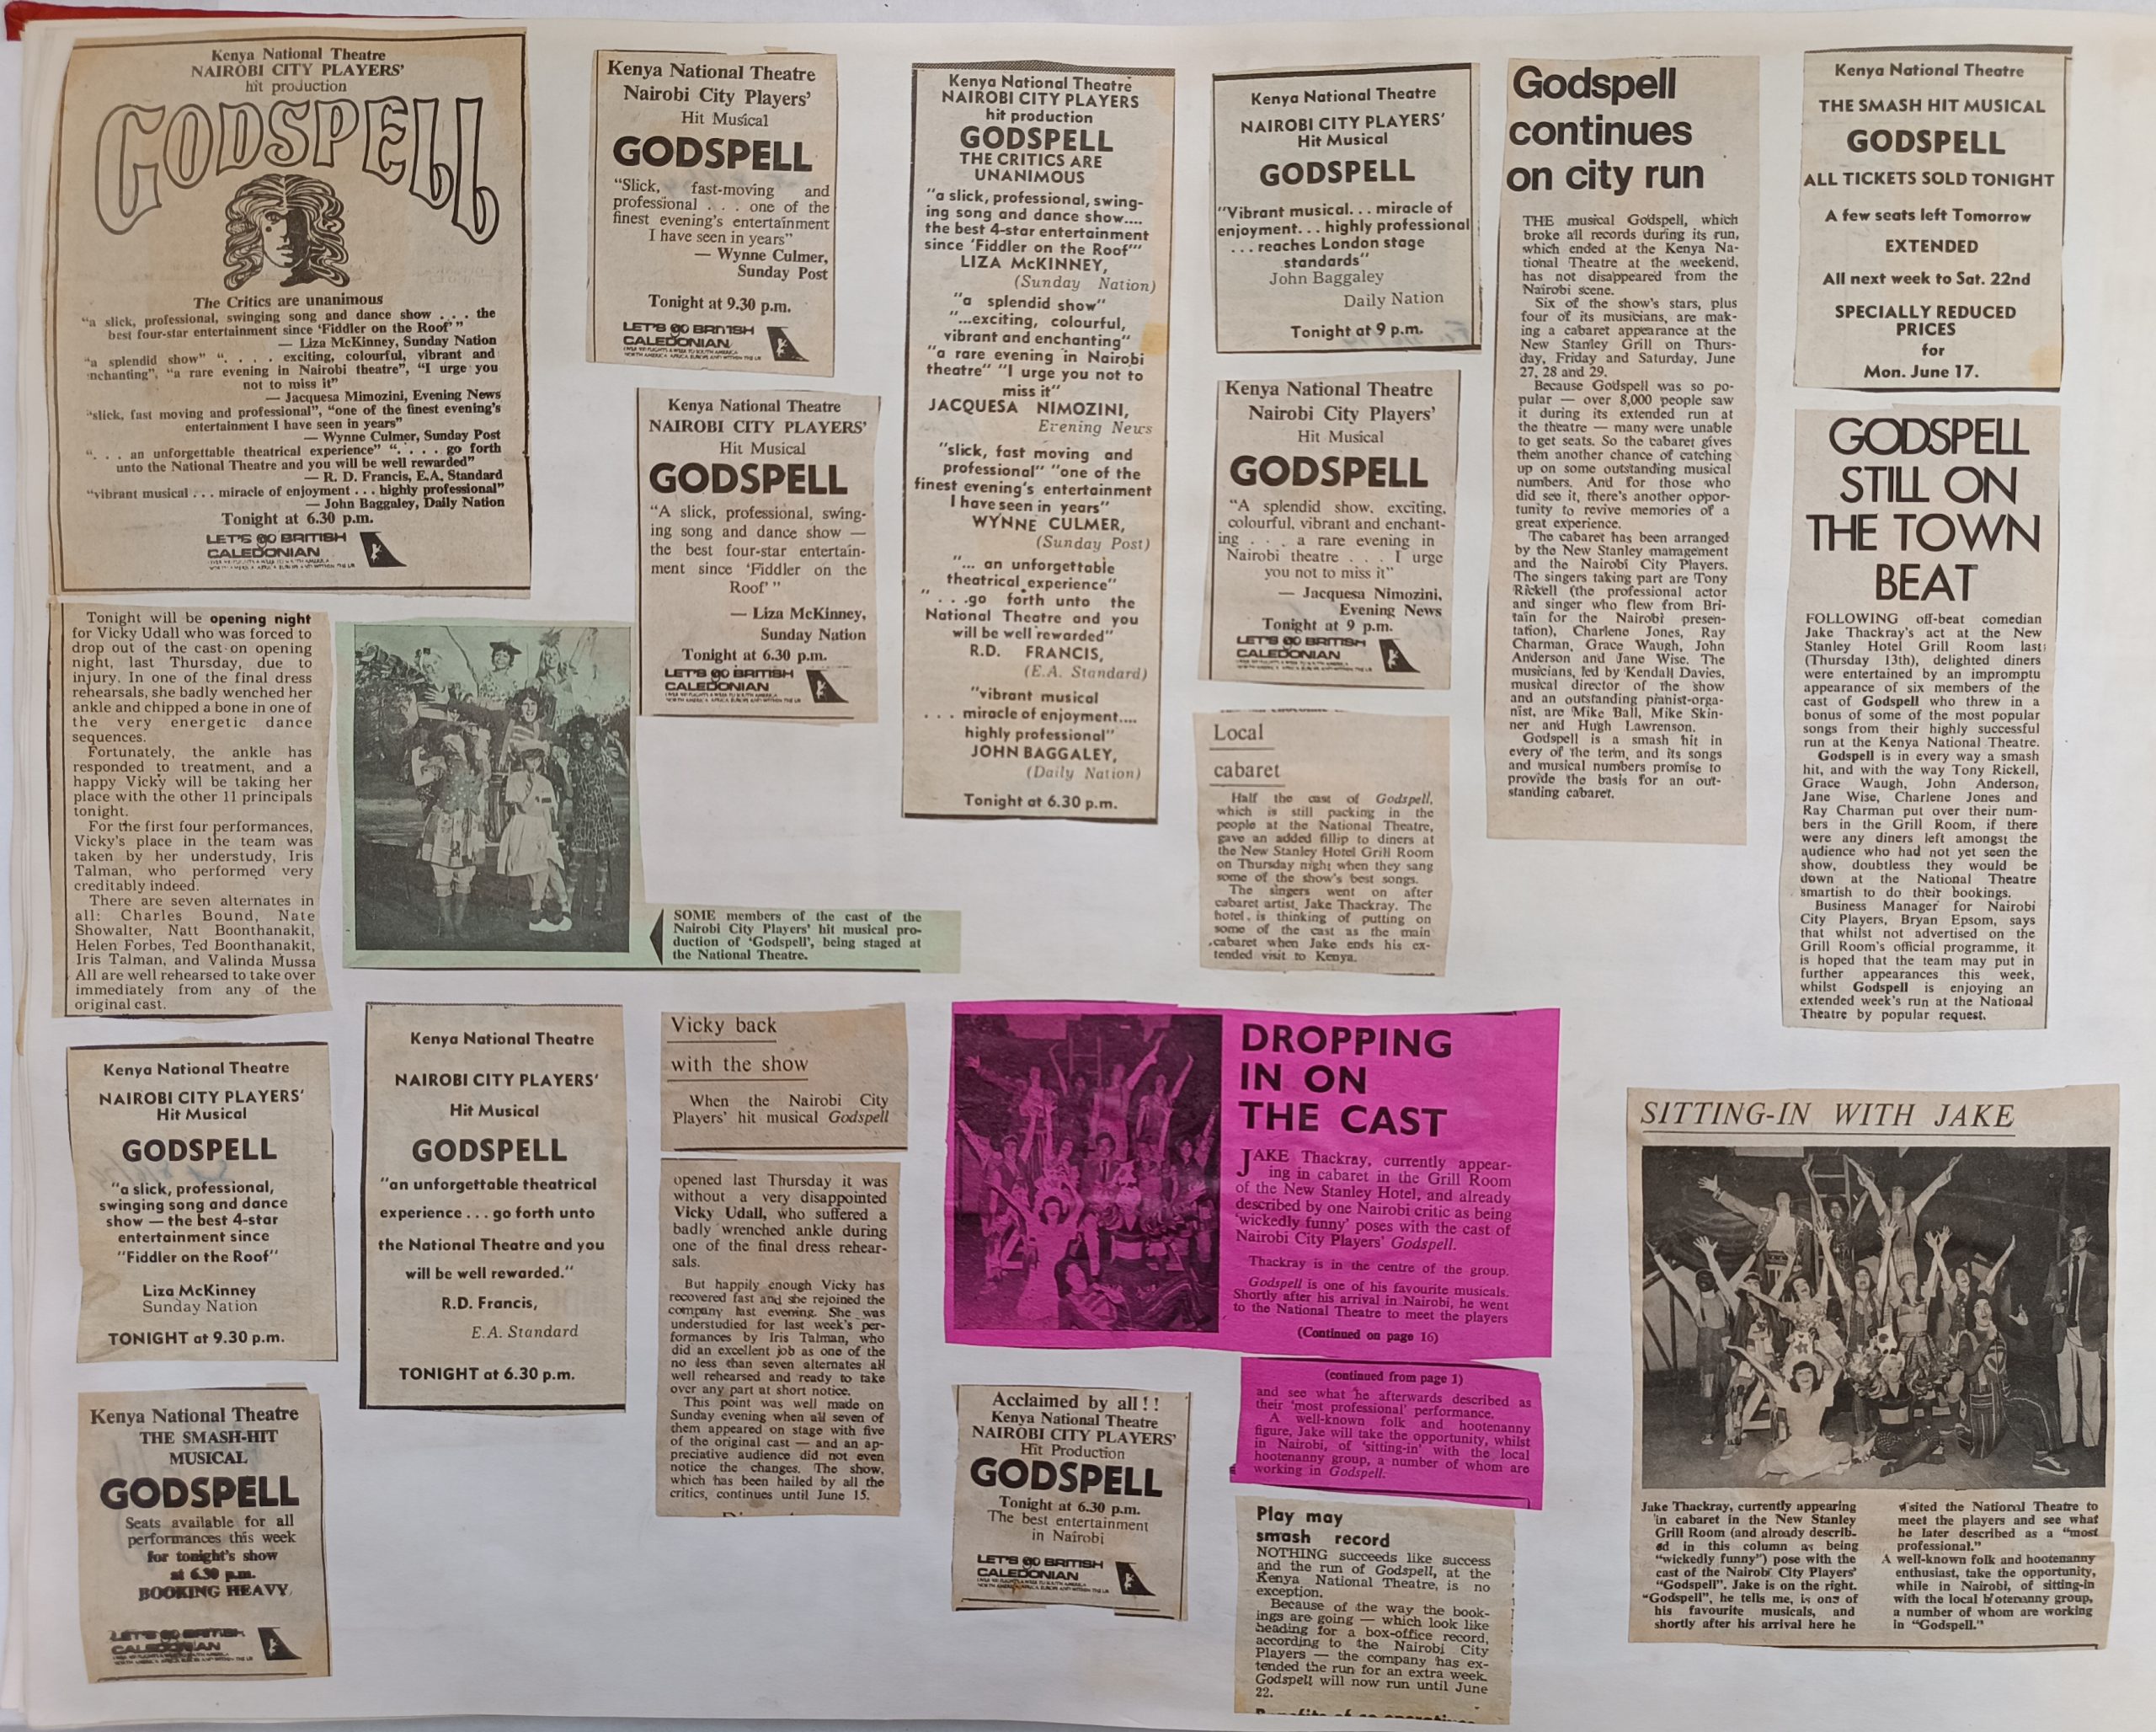 Kenya National Theatre
NAIROBI CITY PLAYERS'
hit production
GODSPELL
The Critics are unanimous
"a slick, professional, swinging song and dance show . . . the
best four-star entertainment since 'Fiddler on the Roof'"
— Liza McKinney, Sunday Nation
"a splendid show" ". . . . exciting, colourful, vibrant and
nchanting", "a rare evening in Nairobi theatre", "I urge you
not to miss it"
— Jacquesa Mimozini, Evening News
"slick, fast moving and professional", "one of the finest evening's
entertainment I have seen in years"
— Wynne Culmer, Sunday Post
". . . an unforgettable theatrical experience" ". . . . go forth
unto the National Theatre and you will be well rewarded"
— R. D. Francis, E.A. Standard
"vibrant musical . . . miracle of enjoyment . . . highly professional"
— John Baggaley, Daily Nation
Tonight at 6.30 p.m.
LET'S GO BRITISH
CALEDONIAN
Tonight will be opening night
for Vicky Udall who was forced to
drop out of the cast on opening
night, last Thursday, due to
injury. In one of the final dress
rehearsals, she badly wenched her
ankle and chipped a bone in one of
the very energetic dance
sequences.
Fortunately, the ankle has
responded to treatment, and a
happy Vicky will be taking her
place with the other 11 principals
tonight.
For the first four performances,
Vicky's place in the team was
taken by her understudy, Iris
Talman, who performed very
creditably indeed.
There are seven alternates in
all: Charles Bound, Nate
Showalter, Natt Boonthanakit,
Helen Forbes, Ted Boonthanakit,
Iris Talman, and Valinda Mussa
All are well rehearsed to take over
immediately from any of the
original cast.
SOME members of the cast of the
Nairobi City Players' hit musical pro-
duction of 'Godspell', being staged at
the National Theatre.
Kenya National Theatre
NAIROBI CITY PLAYERS'
Hit Musical
GODSPELL
"a slick, professional,
swinging song and dance
show — the best 4-star
entertainment since
"Fiddler on the Roof"
Liza McKinney
Sunday Nation
TONIGHT at 9.30 p.m.
Kenya National Theatre
THE SMASH-HIT
MUSICAL
GODSPELL
Seats available for all
performances this week
for tonight's show
at 6.30 p.m.
BOOKING HEAVY
LET'S GO BRITISH
CALEDONIAN
Kenya National Theatre
NAIROBI CITY PLAYERS'
Hit Musical
GODSPELL
"an unforgettable theatrical
experience . . . go forth unto
the National Theatre and you
will be well rewarded."
R.D. Francis,
E.A. Standard
TONIGHT at 6.30 p.m.
Kenya National Theatre
Nairobi City Players'
Hit Musical
GODSPELL
"Slick, fast-moving and
professional . . . one of the
finest evening's entertainment
I have seen in years"
— Wynne Culmer,
Sunday Post
Tonight at 9.30 p.m.
LET'S GO BRITISH
CALEDONIAN
Kenya National Theatre
NAIROBI CITY PLAYERS'
Hit Musical
GODSPELL
"A slick, professional, swing-
ing song and dance show —
the best four-star entertain-
ment since 'Fiddler on the
Roof'"
— Liza McKinney,
Sunday Nation
Tonight at 6.30 p.m.
LET'S GO BRITISH
CALEDONIAN
Vicky back
with the show
When the Nairobi City
Players' hit musical Godspell
opened last Thursday it was
without a very disappointed
Vicky Udall, who suffered a
badly wrenched ankle during
one of the final dress rehear-
sals.
But happily enough Vicky has
recovered fast and she rejoined the
company last evening. She was
understudied for last week's per-
formances by Iris Talman, who
did an excellent job as one of the
no less than seven alternates all
well rehearsed and ready to take
over any part at short notice.
This point was well made on
Sunday evening when all seven of
them appeared on stage with five
of the original cast — and an ap-
preciative audience did not even
notice the changes. The show,
which has been hailed by all the
critics, continues until June 15.
Kenya National Theatre
NAIROBI CITY PLAYERS
hit production
GODSPELL
THE CRITICS ARE
UNANIMOUS
"a slick, professional, swing-
ing song and dance show....
the best 4-star entertainment
since 'Fiddler on the Roof'"
LIZA McKINNEY,
(Sunday Nation)
"a splendid show"
"...exciting, colourful,
vibrant and enchanting"
"a rare evening in Nairobi
theatre" "I urge you not to
miss it"
JACQUESA NIMOZINI,
Evening News
"slick, fast moving and
professional" "one of the
finest evening's entertainment
I have seen in years"
WYNNE CULMER,
(Sunday Post)
"... an unforgettable
theatrical experience"
". . .go forth unto the
National Theatre and you
will be well rewarded"
R.D. FRANCIS,
(E.A. Standard)
"vibrant musical
. . . miracle of enjoyment....
highly professional"
JOHN BAGGALEY,
(Daily Nation)
Tonight at 6.30 p.m.
Kenya National Theatre
NAIROBI CITY PLAYERS'
Hit Musical
GODSPELL
"Vibrant musical. . . miracle of
enjoyment. . . highly professional
. . . reaches London stage
standards"
John Baggaley
Daily Nation
Tonight at 9 p.m.
Kenya National Theatre
Nairobi City Players'
Hit Musical
GODSPELL
"A splendid show, exciting,
colourful, vibrant and enchant-
ing . . . a rare evening in
Nairobi theatre . . . I urge
you not to miss it"
— Jacquesa Nimozini,
Evening News
Tonight at 9 p.m.
LET'S GO BRITISH
CALEDONIAN
Local
cabaret
Half the cast of Godspell,
which is still packing in the
people at the National Theatre,
gave an added fillip to diners at
the New Stanley Hotel Grill Room
on Thursday night when they sang
some of the show's best songs.
The singers went on after
cabaret artist, Jake Thackray. The
hotel is thinking of putting on
some of the cast as the main
cabaret when Jake ends his ex-
tended visit to Kenya.
DROPPING
IN ON
THE CAST
JAKE Thackray, currently appear-
ing in cabaret in the Grill Room
of the New Stanley Hotel, and already
described by one Nairobi critic as being
'wickedly funny' poses with the cast of
Nairobi City Players' Godspell.
Thackray is in the centre of the group.
Godspell is one of his favourite musicals.
Shortly after his arrival in Nairobi, he went
to the National Theatre to meet the players
(Continued on page 16)
(continued from page 1)
and see what he afterwards described as
their 'most professional' performance.
A well-known folk and hootenanny
figure, Jake will take the opportunity, whilst
in Nairobi, of 'sitting-in' with the local
hootenanny group, a number of whom are
working in Godspell.
Acclaimed by all ! !
Kenya National Theatre
NAIROBI CITY PLAYERS'
Hit Production
GODSPELL
Tonight at 6.30 p.m.
The best entertainment
in Nairobi
LET'S GO BRITISH
CALEDONIAN
Play may
smash record
NOTHING succeeds like success
and the run of Godspell, at the
Kenya National Theatre, is no
exception.
Because of the way the book-
ings are going — which look like
heading for a box-office record,
according to the Nairobi City
Players — the company has ex-
tended the run for an extra week.
Godspell will now run until June
22.
Godspell
continues
on city run
THE musical Godspell, which
broke all records during its run,
which ended at the Kenya Na-
tional Theatre at the weekend,
has not disappeared from the
Nairobi scene.
Six of the show's stars, plus
four of its musicians, are mak-
ing a cabaret appearance at the
New Stanley Grill on Thurs-
day, Friday and Saturday, June
27, 28 and 29.
Because Godspell was so po-
pular — over 8,000 people saw
it during its extended run at
the theatre — many were unable
to get seats. So the cabaret gives
them another chance of catching
up on some outstanding musical
numbers. And for those who
did see it, there's another oppor-
tunity to revive memories of a
great experience.
The cabaret has been arranged
by the New Stanley management
and the Nairobi City Players.
The singers taking part are Tony
Rickell (the professional actor
and singer who flew from Bri-
tain for the Nairobi presen-
tation), Charlene Jones, Ray
Charman, Grace Waugh, John
Anderson and Jane Wise. The
musicians, led by Kendall Davies,
musical director of the show
and an outstanding pianist-orga-
nist, are Mike Ball, Mike Skin-
ner and Hugh Lawrenson.
Godspell is a smash hit in
every of the term, and its songs
and musical numbers promise to
provide the basis for an out-
standing cabaret.
Kenya National Theatre
THE SMASH HIT MUSICAL
GODSPELL
ALL TICKETS SOLD TONIGHT
A few seats left Tomorrow
EXTENDED
All next week to Sat. 22nd
SPECIALLY REDUCED
PRICES
for
Mon. June 17.
GODSPELL
STILL ON
THE TOWN
BEAT
FOLLOWING off-beat comedian
Jake Thackray's act at the New
Stanley Hotel Grill Room last
(Thursday 13th), delighted diners
were entertained by an impromptu
appearance of six members of the
cast of Godspell who threw in a
bonus of some of the most popular
songs from their highly successful
run at the Kenya National Theatre.
Godspell is in every way a smash
hit, and with the way Tony Rickell,
Grace Waugh, John Anderson,
Jane Wise, Charlene Jones and
Ray Charman put over their num-
bers in the Grill Room, if there
were any diners left amongst the
audience who had not yet seen the
show, doubtless they would be
down at the National Theatre
smartish to do their bookings.
Business Manager for Nairobi
City Players, Bryan Epsom, says
that whilst not advertised on the
Grill Room's official programme, it
is hoped that the team may put in
further appearances this week,
whilst Godspell is enjoying an
extended week's run at the National
Theatre by popular request.
SITTING-IN WITH JAKE
Jake Thackray, currently appearing
in cabaret in the New Stanley
Grill Room (and already describ-
ed in this column as being
"wickedly funny") pose with the
cast of the Nairobi City Players'
"Godspell". Jake is on the right.
"Godspell", he tells me, is one of
his favourite musicals, and
shortly after his arrival here he
visited the National Theatre to
meet the players and see what
he later described as a "most
professional."
A well-known folk and hootenanny
enthusiast, take the opportunity,
while in Nairobi, of sitting-in
with the local hotenanny group,
a number of whom are working
in "Godspell."